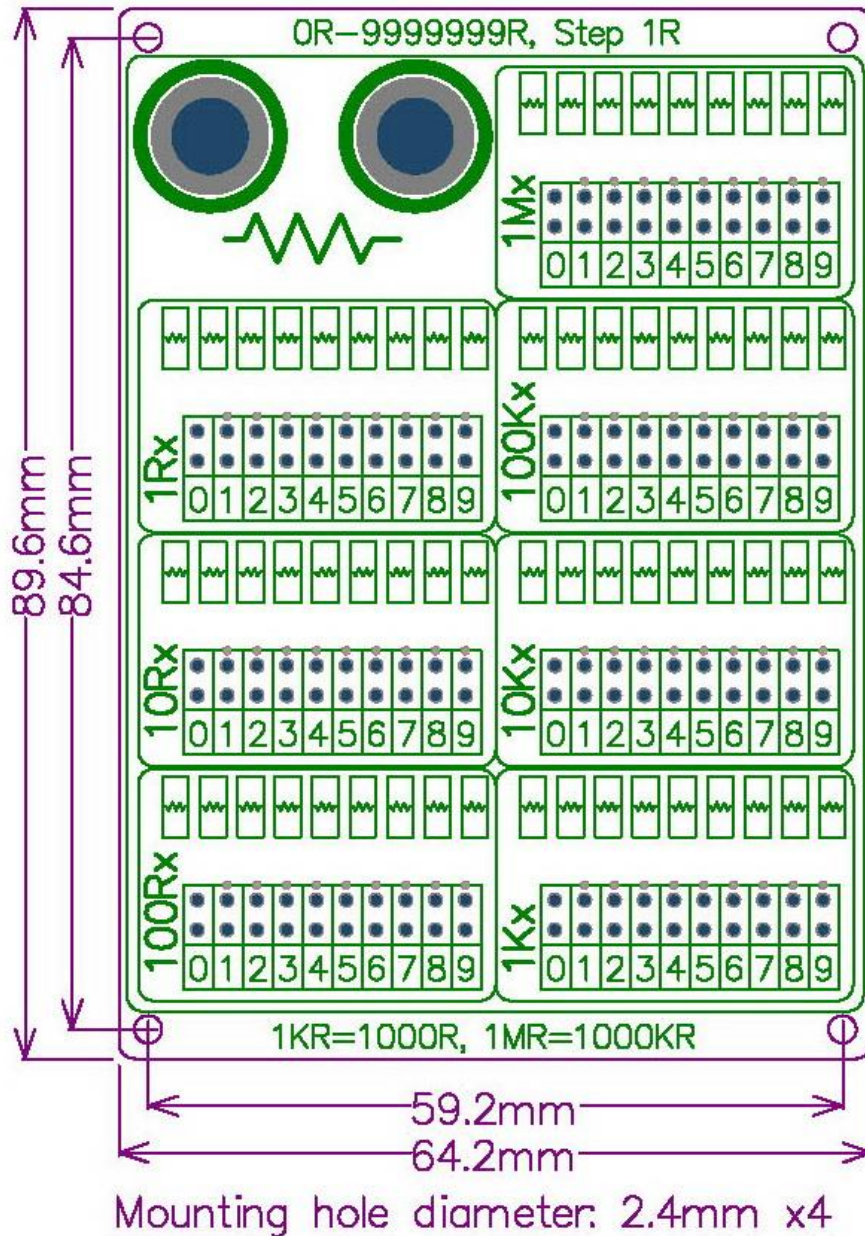 0R-9999999R, Step 1R
1Mx
0 1 2 3 4 5 6 7 8 9
1Rx
0 1 2 3 4 5 6 7 8 9
100Kx
0 1 2 3 4 5 6 7 8 9
10Rx
0 1 2 3 4 5 6 7 8 9
10Kx
0 1 2 3 4 5 6 7 8 9
100Rx
0 1 2 3 4 5 6 7 8 9
1Kx
0 1 2 3 4 5 6 7 8 9
89.6mm
84.6mm
1KR=1000R, 1MR=1000KR
59.2mm
64.2mm
Mounting hole diameter: 2.4mm x4